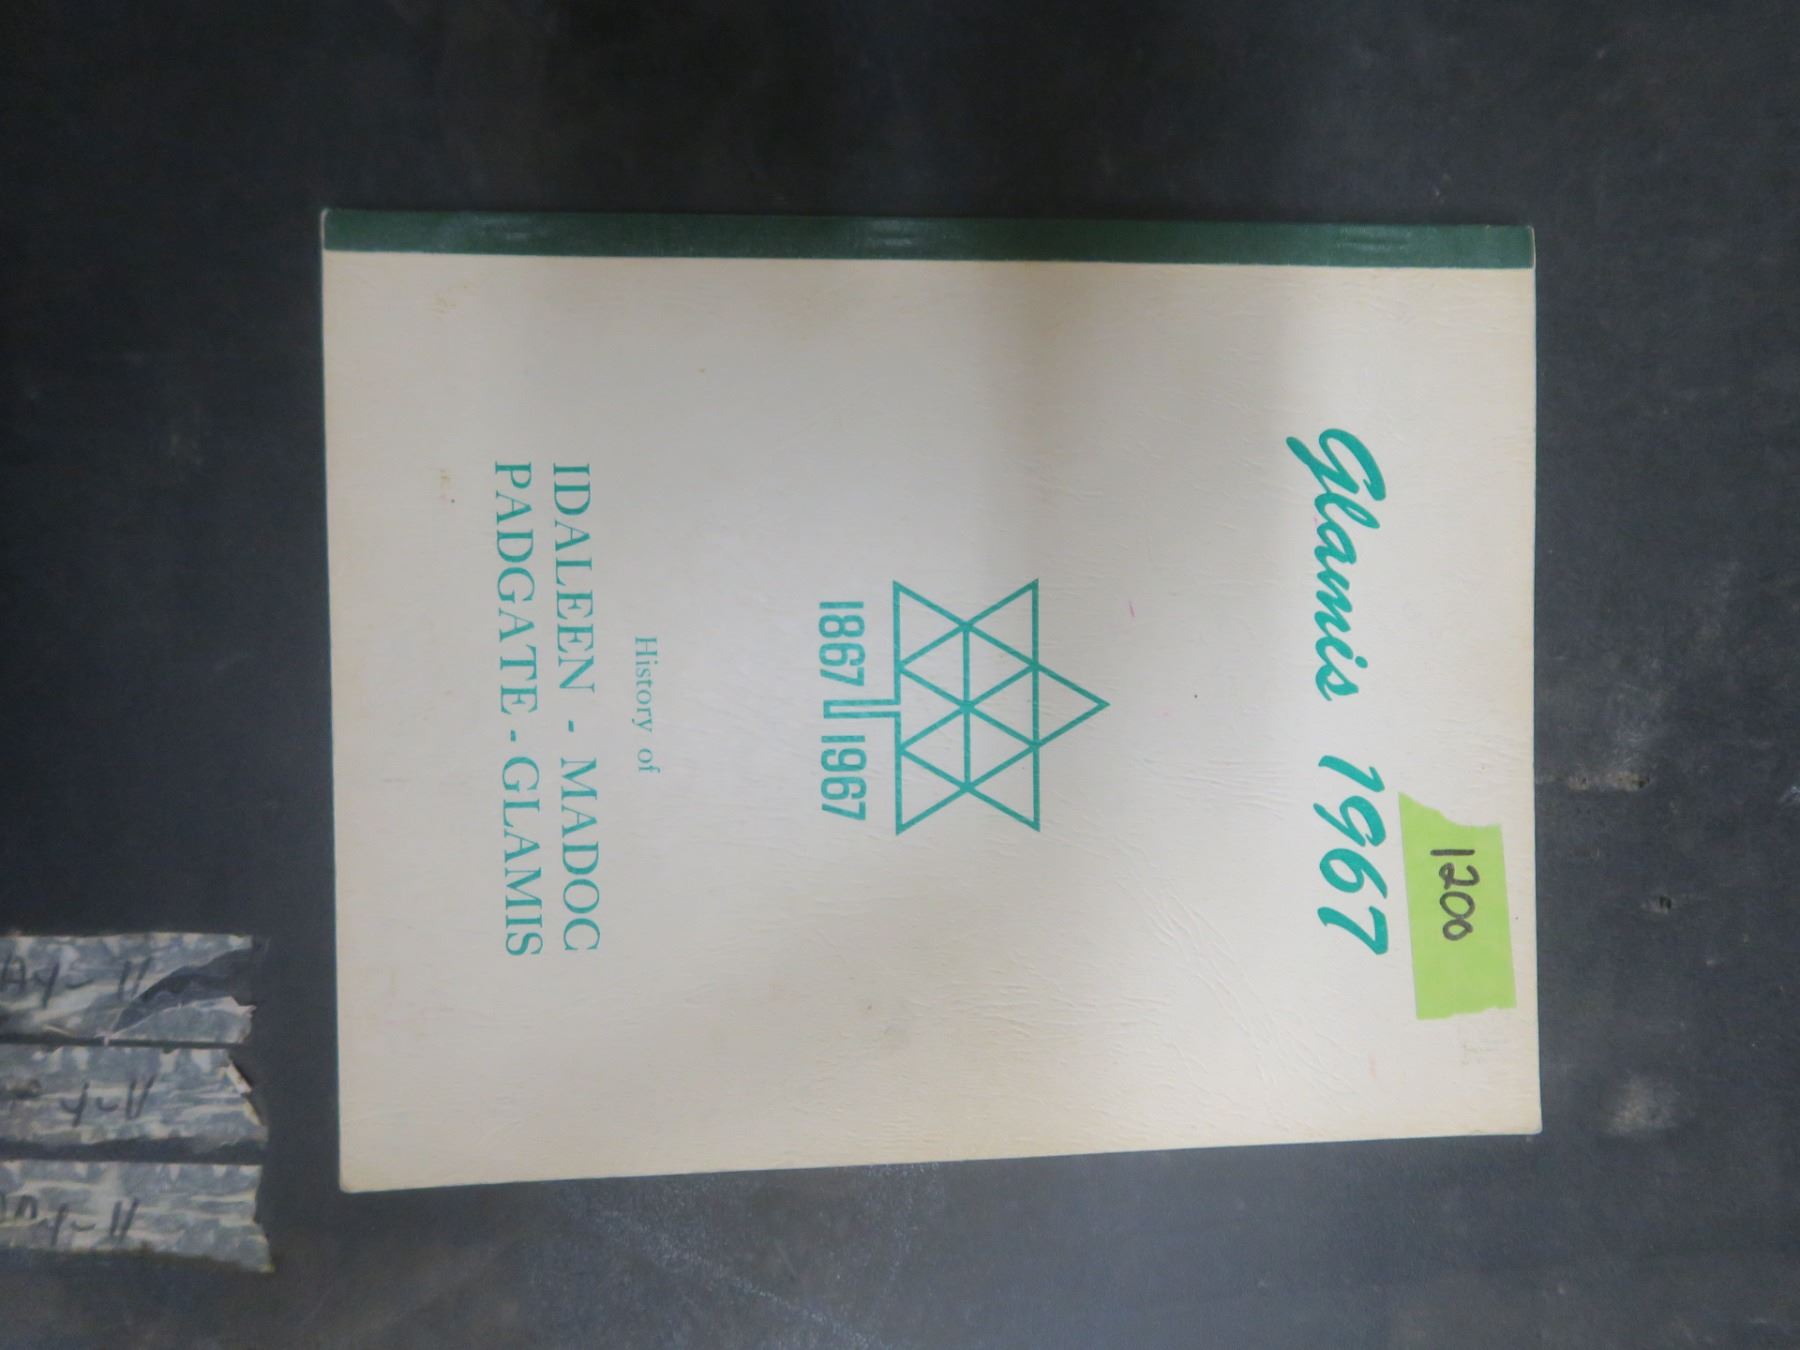 1200
Glamis 1967
1867 1967
History of
IDALEEN - MADOC
PADGATE - GLAMIS